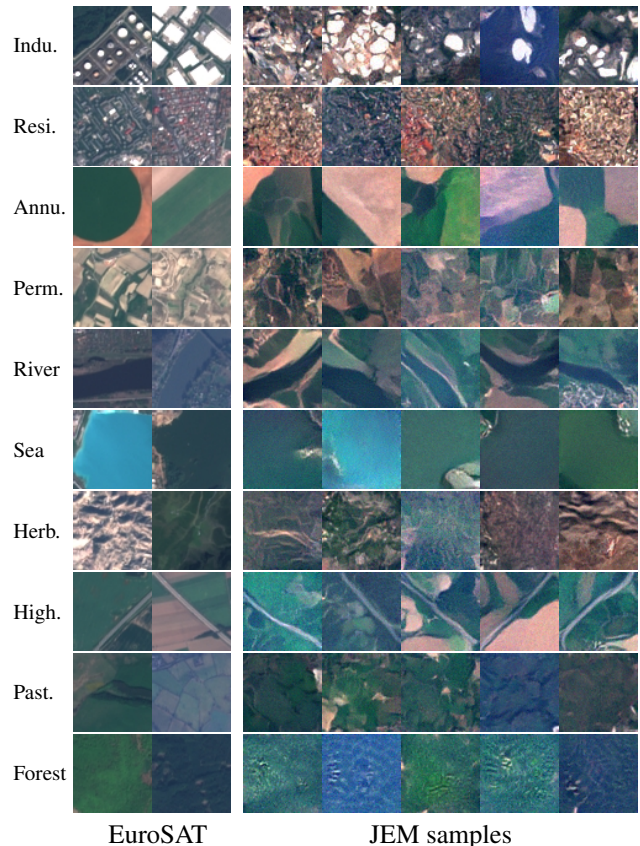 Indu.
Resi.
Annu.
Perm.
River
Sea
Herb.
High.
Past.
Forest
EuroSAT JEM samples